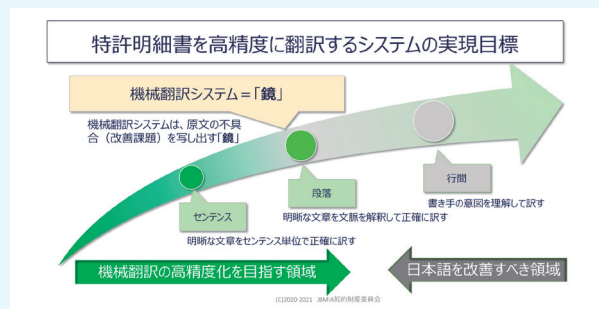 特許明細書を高精度に翻訳するシステムの実現目標
機械翻訳システム=「鏡」
機械翻訳システムは、原文の不具
合（改善課題）を写し出す「鏡」
センテンス
明晰な文章をセンテンス単位で正確に訳す
段落
明晰な文章を文脈を解釈して正確に訳す
行間
書き手の意図を理解して訳す
機械翻訳の高精度化を目指す領域
日本語を改善すべき領域
(C)2020-2021 JBMIA知的財産委員会